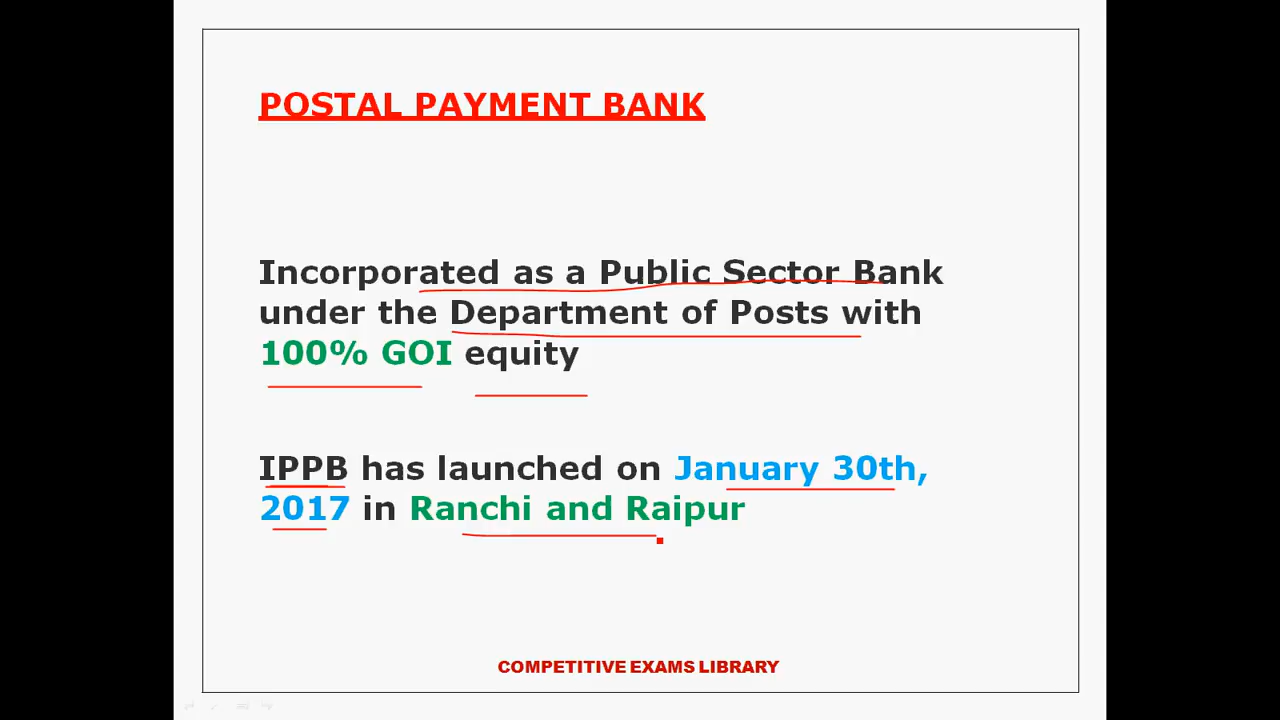 POSTAL PAYMENT BANK
Incorporated as a Public Sector Bank
under the Department of Posts with
100% GOI equity
IPPB has launched on January 30th,
2017 in Ranchi and Raipur
COMPETITIVE EXAMS LIBRARY